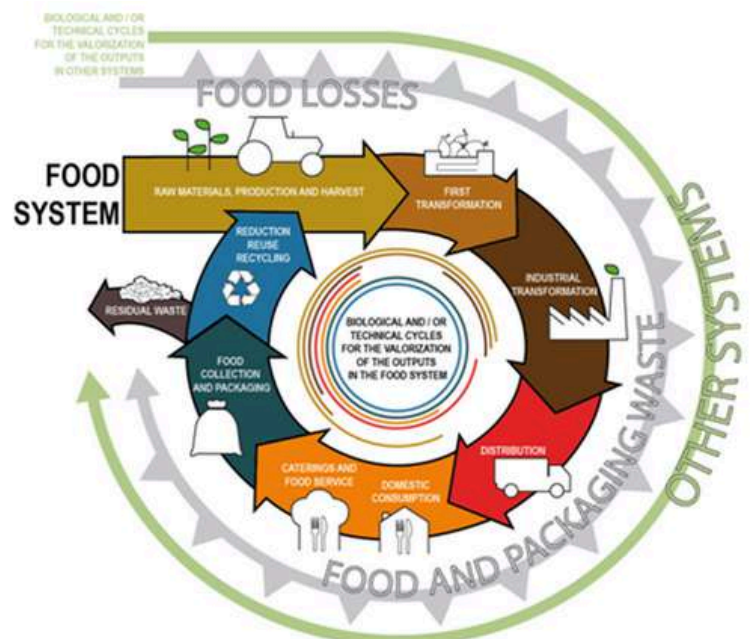 BIOLOGICAL AND / OR
TECHNICAL CYCLES
FOR THE VALORIZATION
OF THE OUTPUTS
IN OTHER SYSTEMS
FOOD LOSSES
FOOD
SYSTEM
RAW MATERIALS, PRODUCTION AND HARVEST
FIRST
TRANSFORMATION
REDUCTION
REUSE
RECYCLING
INDUSTRIAL
TRANSFORMATION
RESIDUAL WASTE
BIOLOGICAL AND / OR
TECHNICAL CYCLES
FOR THE VALORIZATION
OF THE OUTPUTS
IN THE FOOD SYSTEM
FOOD
COLLECTION
AND PACKAGING
DISTRIBUTION
CATERINGS AND
FOOD SERVICE
DOMESTIC
CONSUMPTION
FOOD AND PACKAGING WASTE
OTHER SYSTEMS